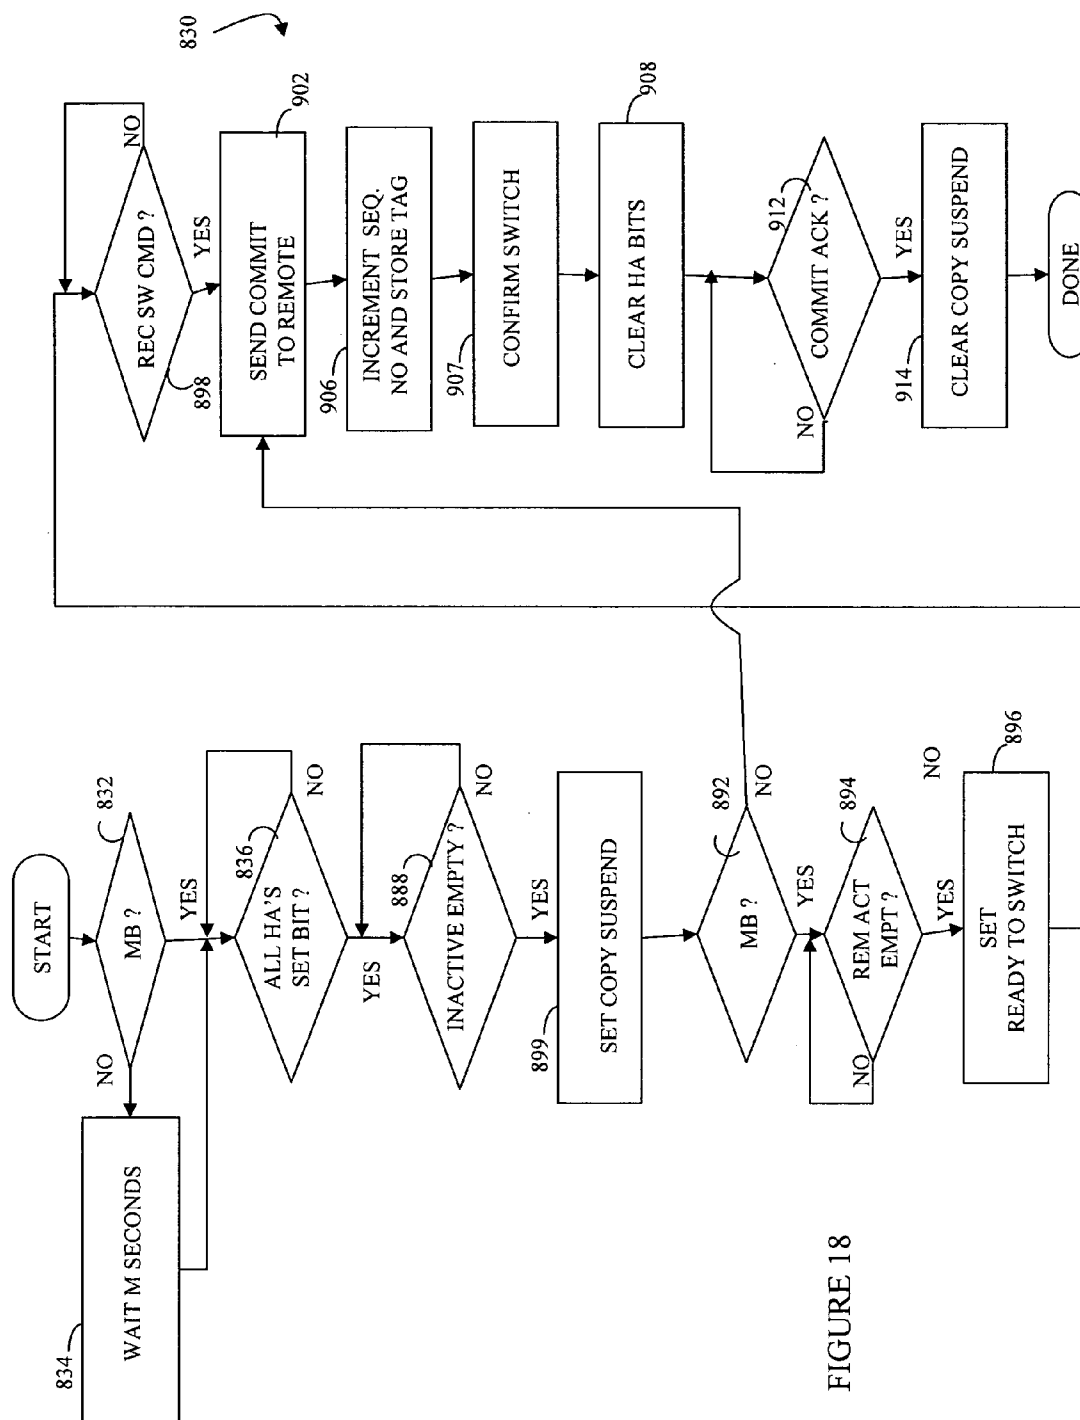 START
832
MB ?
NO
YES
834
WAIT M SECONDS
836
ALL HA'S
SET BIT ?
NO
YES
888
INACTIVE EMPTY ?
NO
YES
899
SET COPY SUSPEND
892
MB ?
NO
YES
894
REM ACT
EMPT ?
NO
YES
NO
896
SET
READY TO SWITCH
830
REC SW CMD ?
NO
898
YES
902
SEND COMMIT
TO REMOTE
906
INCREMENT SEQ.
NO AND STORE TAG
907
CONFIRM SWITCH
908
CLEAR HA BITS
912
COMMIT ACK ?
NO
YES
914
CLEAR COPY SUSPEND
DONE
FIGURE 18